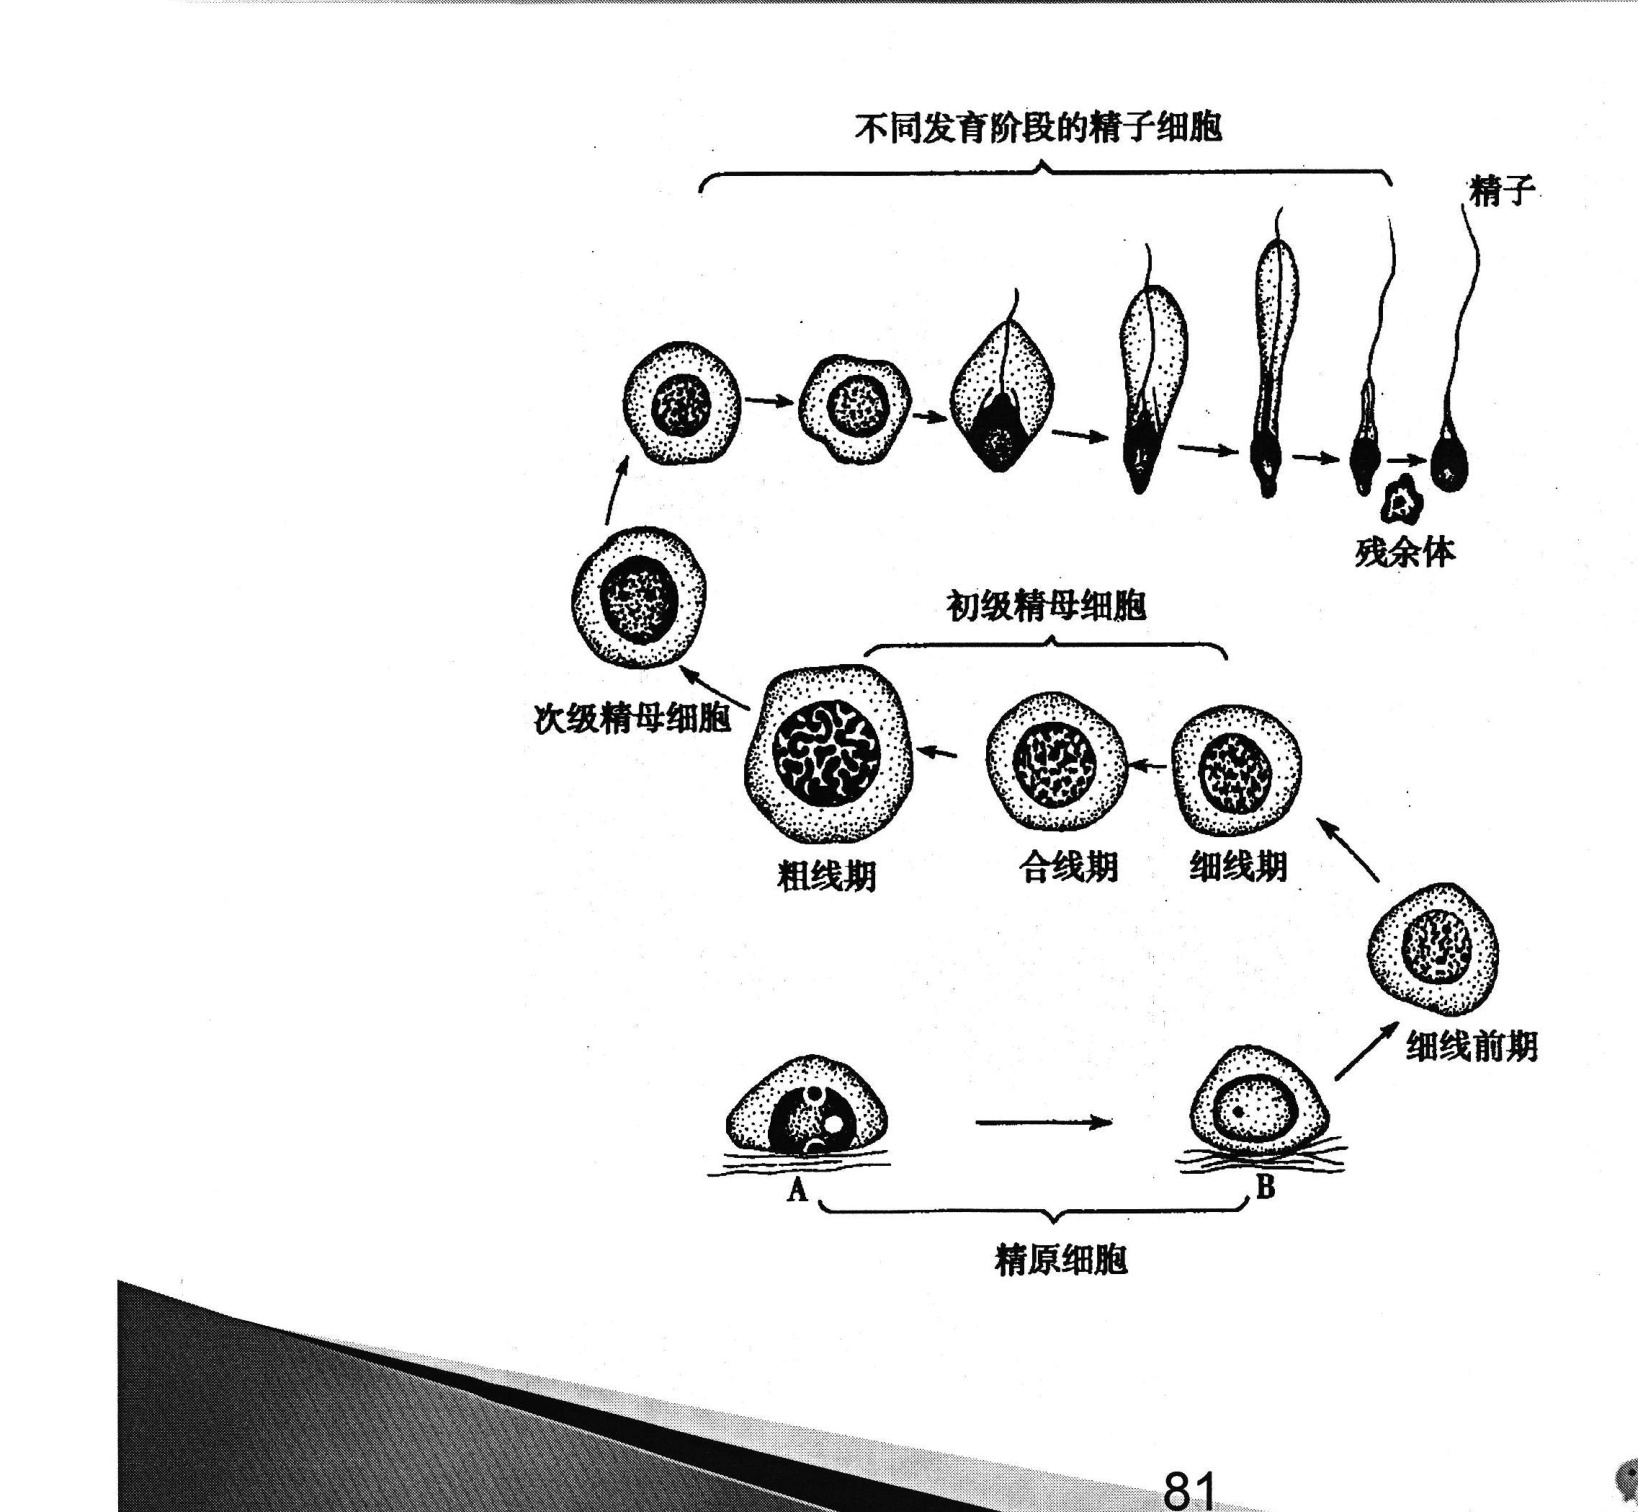 不同发育阶段的精子细胞
精子
残余体
初级精母细胞
次级精母细胞
粗线期
合线期
细线期
细线前期
A
B
精原细胞
81